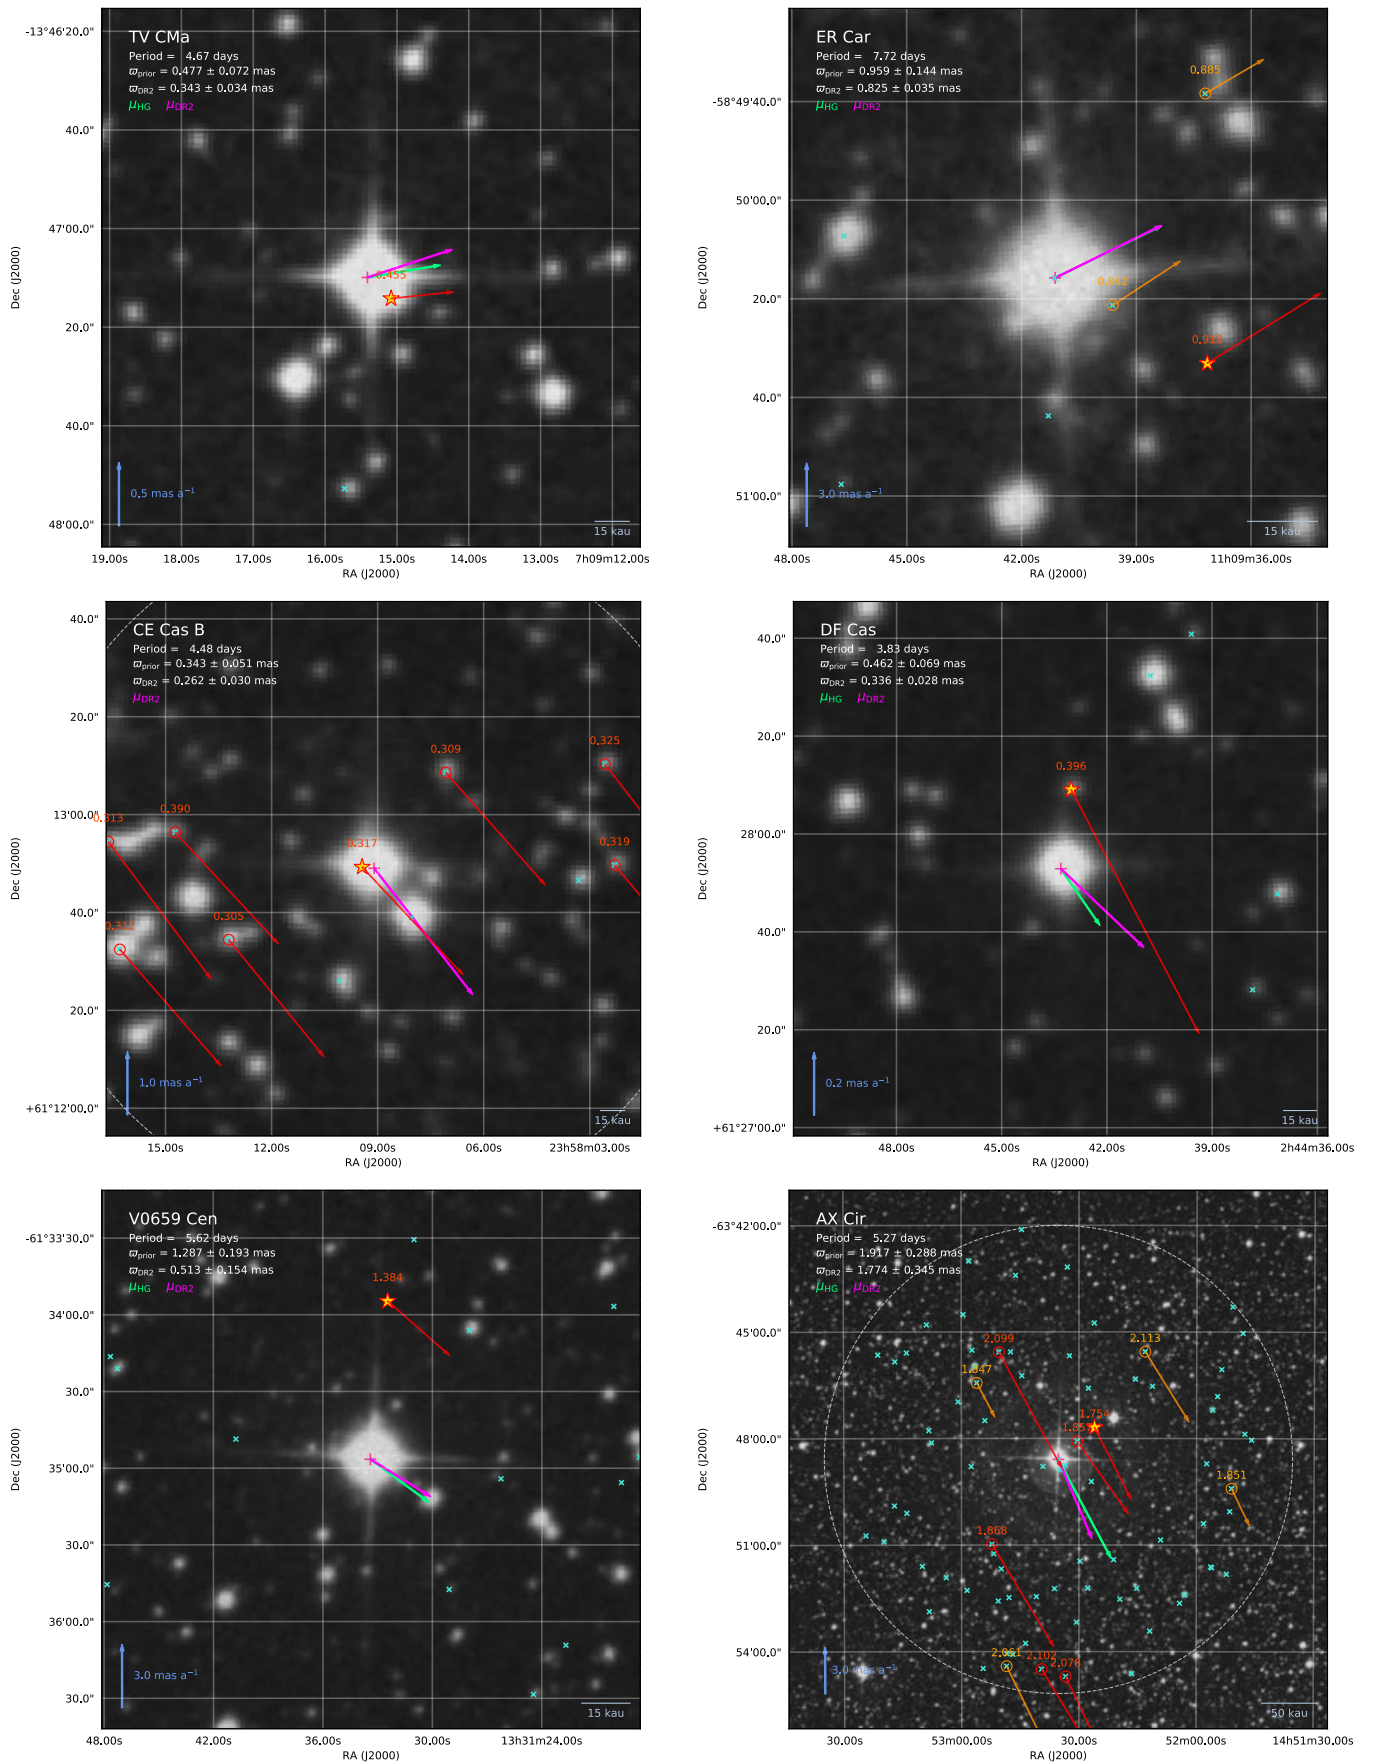 TV CMa
Period = 4.67 days
ϖprior = 0.477 ± 0.072 mas
ϖDR2 = 0.343 ± 0.034 mas
μHG μDR2
0.455
0.5 mas a⁻¹
15 kau
-13°46'20.0"
40.0"
47'00.0"
20.0"
40.0"
48'00.0"
Dec (J2000)
19.00s 18.00s 17.00s 16.00s 15.00s 14.00s 13.00s 7h09m12.00s
RA (J2000)
ER Car
Period = 7.72 days
ϖprior = 0.959 ± 0.144 mas
ϖDR2 = 0.825 ± 0.035 mas
μHG μDR2
0.885
0.842
0.913
3.0 mas a⁻¹
15 kau
-58°49'40.0"
50'00.0"
20.0"
40.0"
51'00.0"
Dec (J2000)
48.00s 45.00s 42.00s 39.00s 11h09m36.00s
RA (J2000)
CE Cas B
Period = 4.48 days
ϖprior = 0.343 ± 0.051 mas
ϖDR2 = 0.262 ± 0.030 mas
μDR2
0.309
0.325
0.313
0.390
0.317
0.319
0.305
1.0 mas a⁻¹
15 kau
40.0"
20.0"
13'00.0"
40.0"
20.0"
+61°12'00.0"
Dec (J2000)
15.00s 12.00s 09.00s 06.00s 23h58m03.00s
RA (J2000)
DF Cas
Period = 3.83 days
ϖprior = 0.462 ± 0.069 mas
ϖDR2 = 0.336 ± 0.028 mas
μHG μDR2
0.396
0.2 mas a⁻¹
15 kau
40.0"
20.0"
28'00.0"
40.0"
20.0"
+61°27'00.0"
Dec (J2000)
48.00s 45.00s 42.00s 39.00s 2h44m36.00s
RA (J2000)
V0659 Cen
Period = 5.62 days
ϖprior = 1.287 ± 0.193 mas
ϖDR2 = 0.513 ± 0.154 mas
μHG μDR2
1.384
3.0 mas a⁻¹
15 kau
-61°33'30.0"
34'00.0"
30.0"
35'00.0"
30.0"
36'00.0"
30.0"
Dec (J2000)
48.00s 42.00s 36.00s 30.00s 13h31m24.00s
RA (J2000)
AX Cir
Period = 5.27 days
ϖprior = 1.917 ± 0.288 mas
ϖDR2 = 1.774 ± 0.345 mas
μHG μDR2
2.099
2.113
1.847
1.754
1.851
1.868
2.061
2.102
2.078
3.0 mas a⁻¹
50 kau
-63°42'00.0"
45'00.0"
48'00.0"
51'00.0"
54'00.0"
Dec (J2000)
30.00s 53m00.00s 30.00s 52m00.00s 14h51m30.00s
RA (J2000)